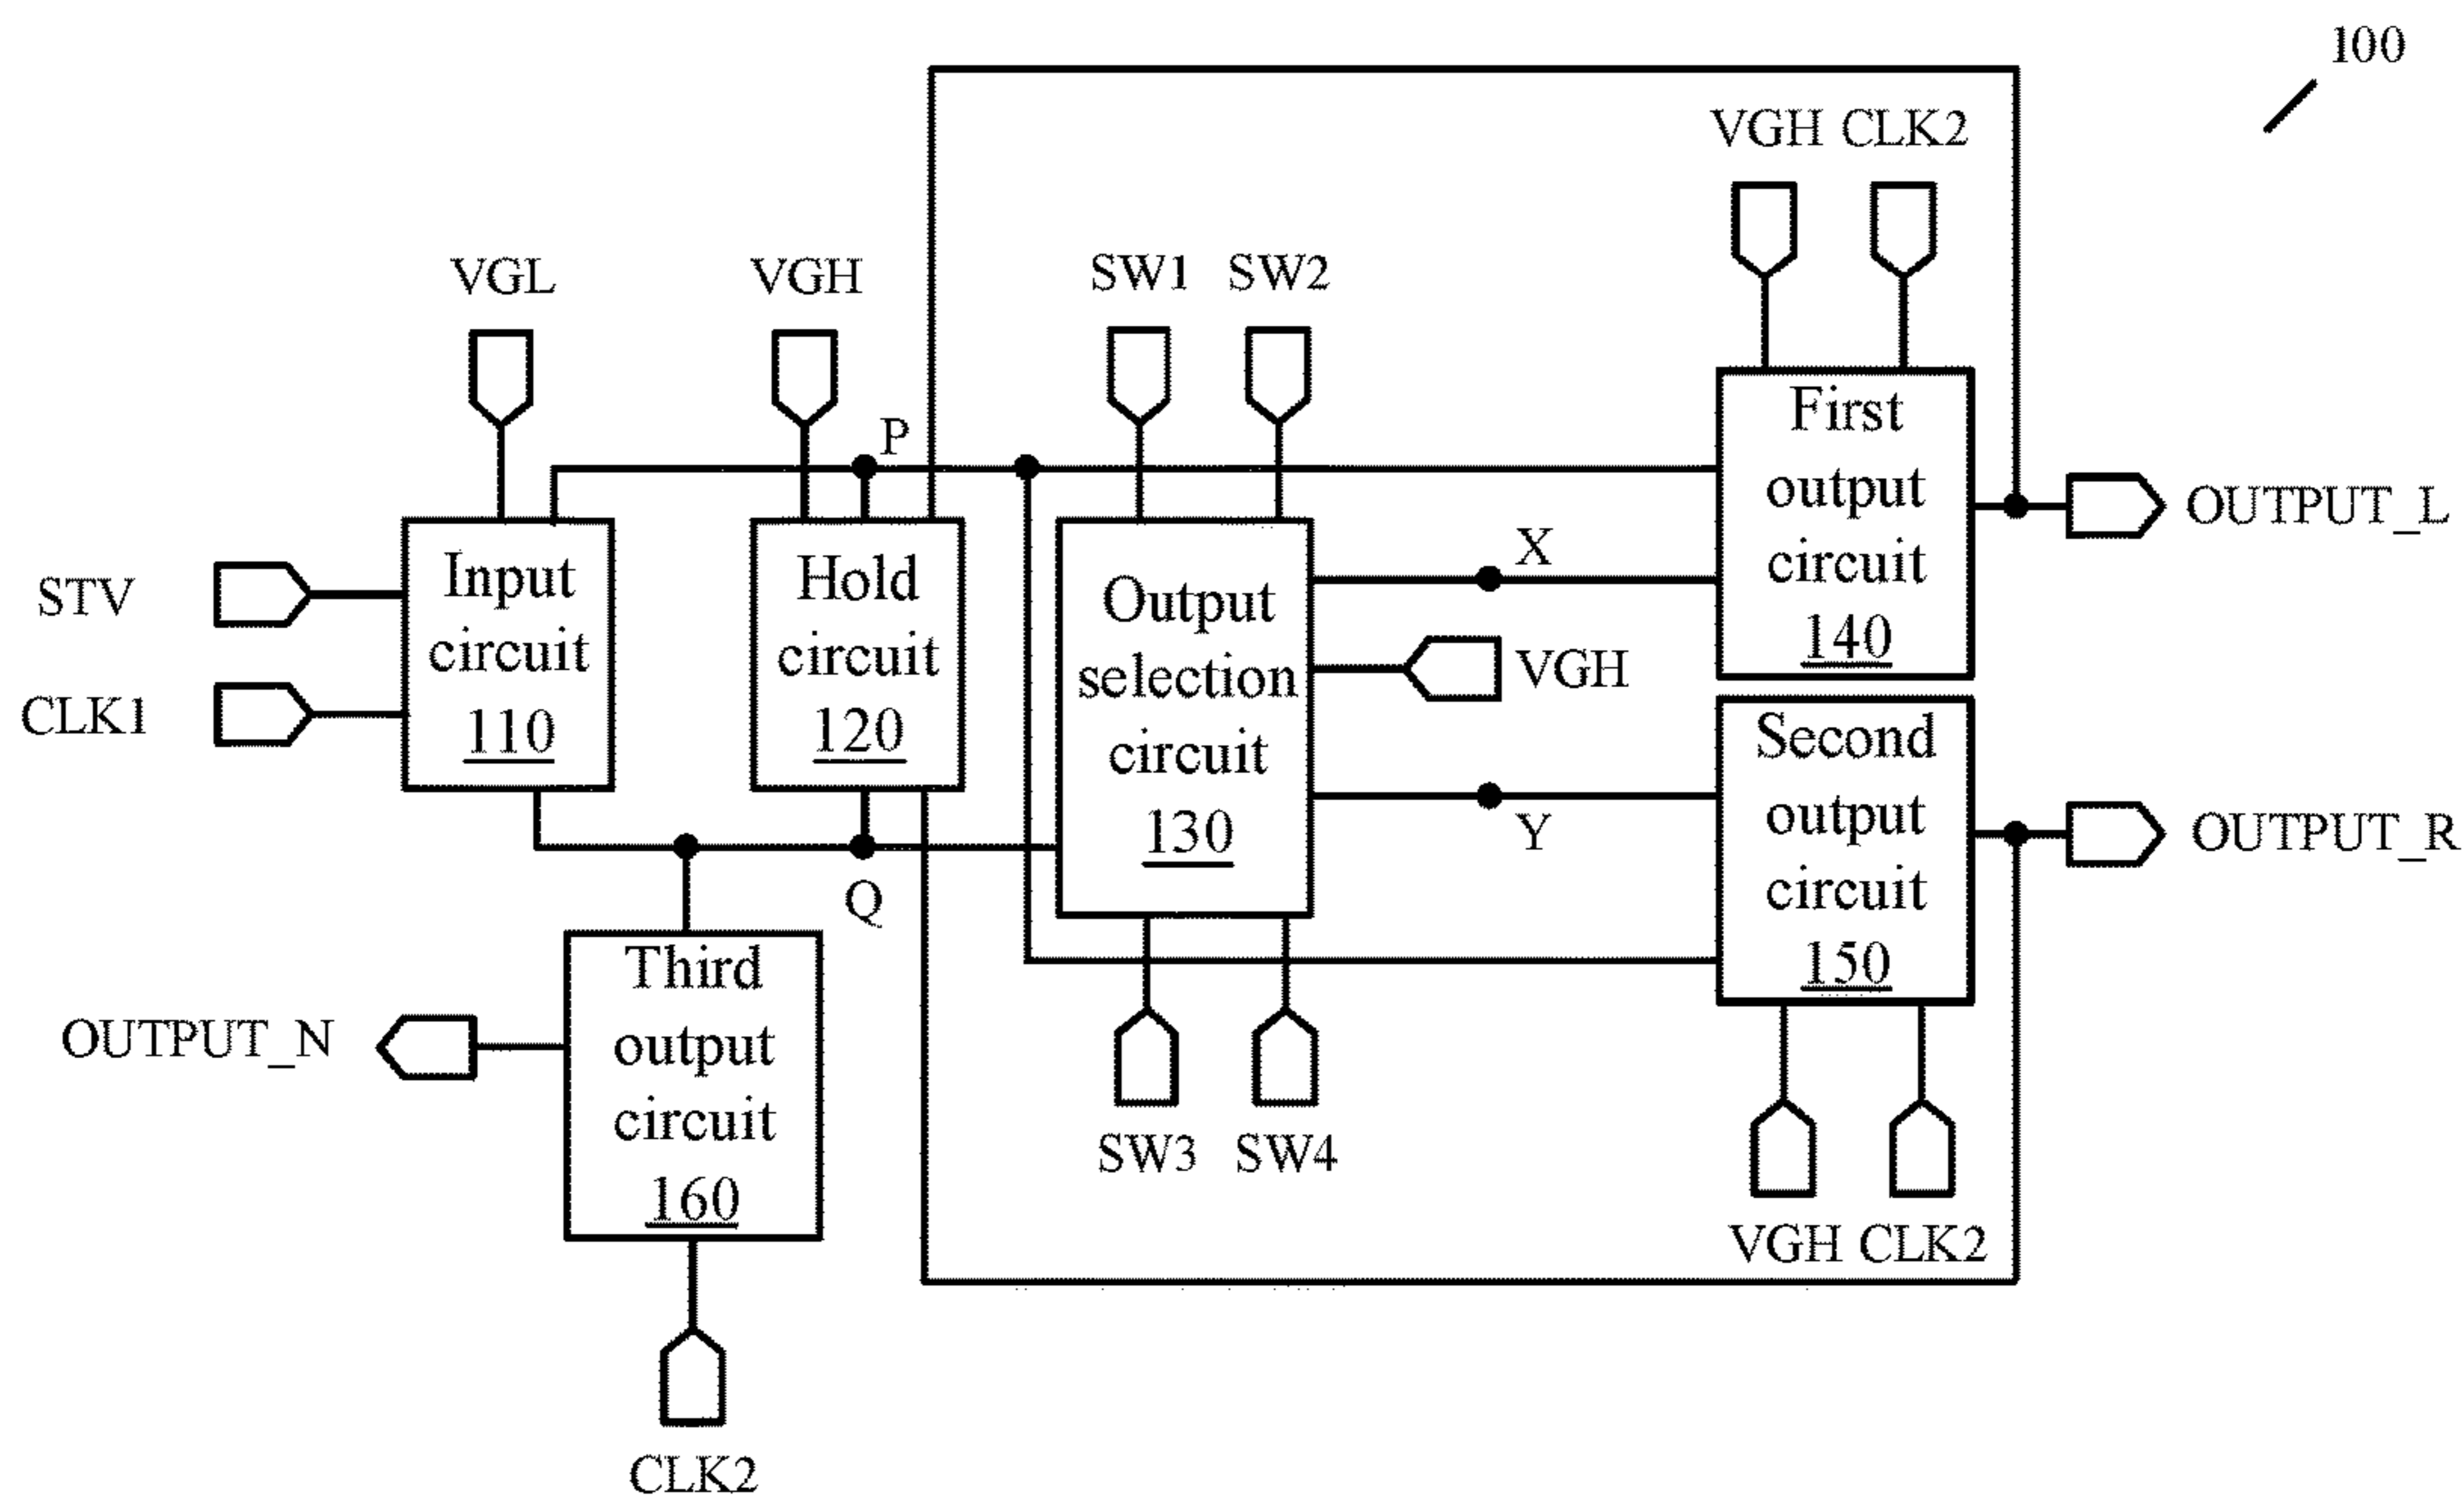 100
VGH CLK2
VGL
VGH
SW1
SW2
P
First
output
circuit
140
OUTPUT_L
STV
CLK1
Input
circuit
110
Hold
circuit
120
Output
selection
circuit
130
X
VGH
Y
Second
output
circuit
150
OUTPUT_R
Q
Third
output
circuit
160
OUTPUT_N
SW3
SW4
VGH CLK2
CLK2